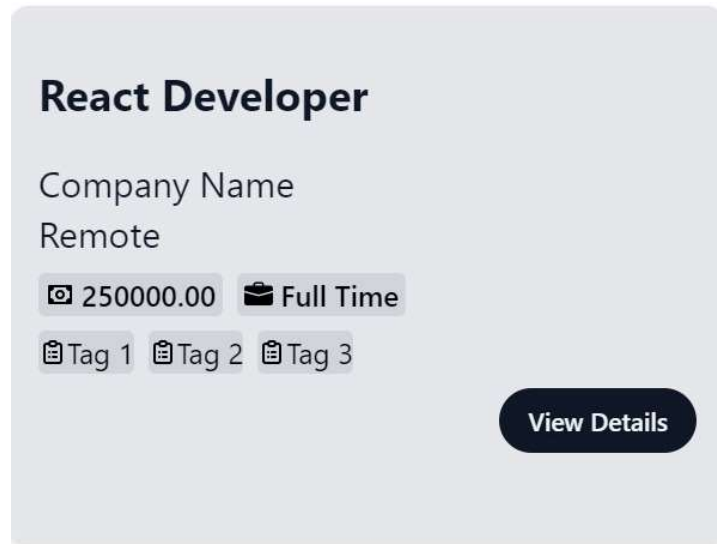 React Developer
Company Name
Remote
250000.00 Full Time
Tag 1 Tag 2 Tag 3
View Details